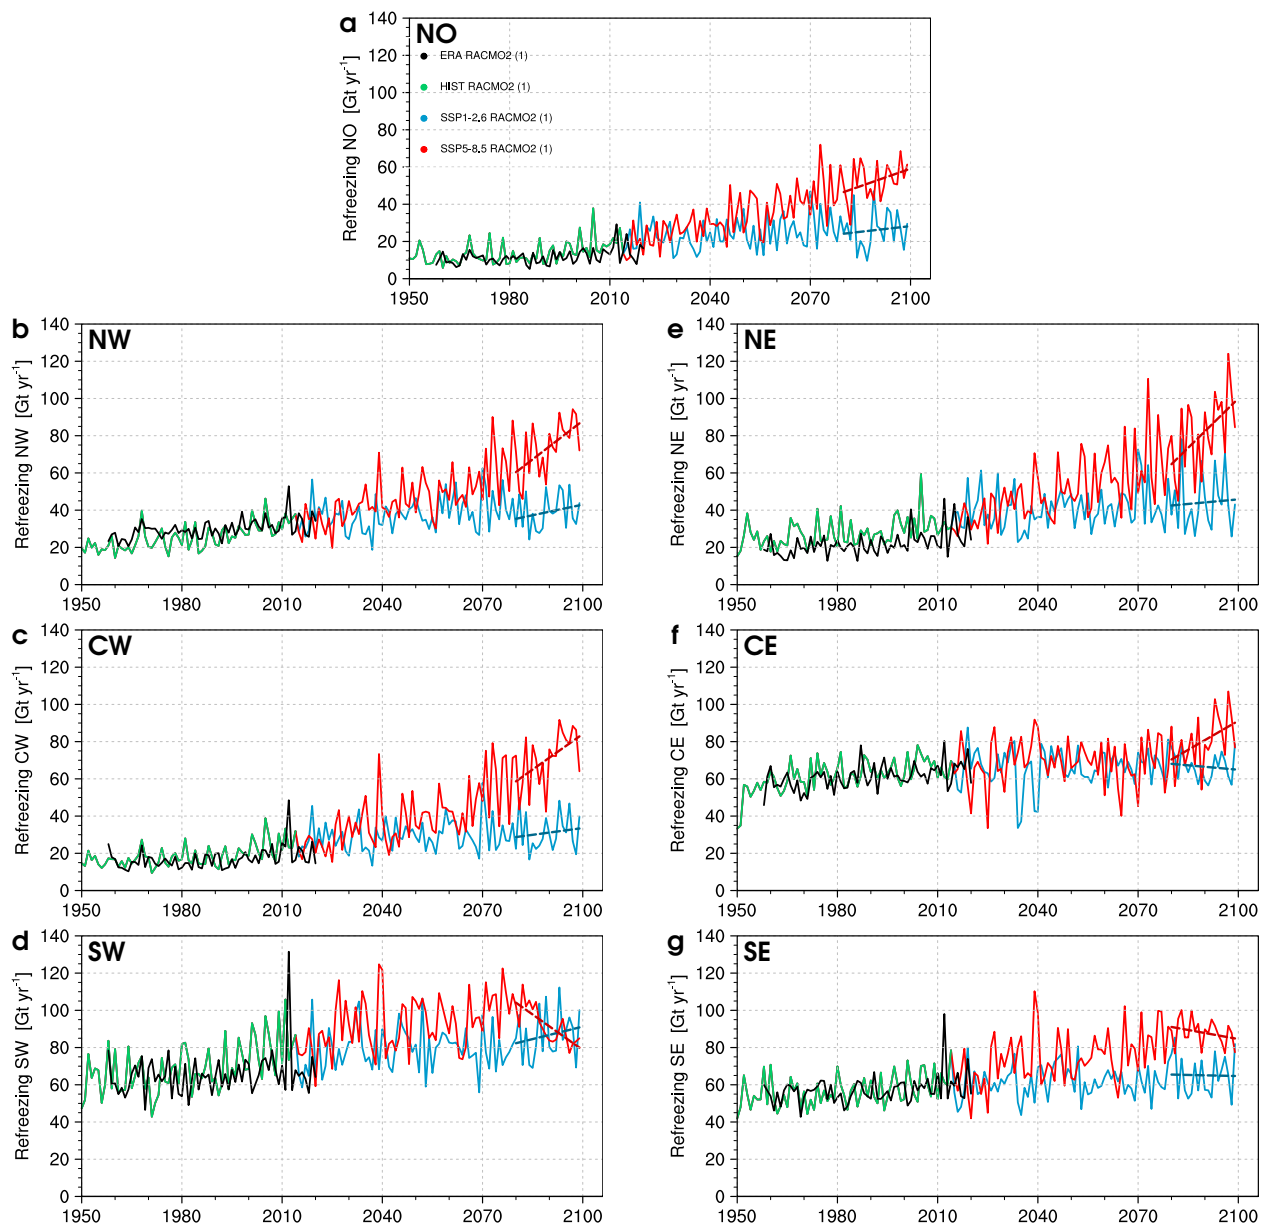 a
NO
Refreezing NO [Gt yr-1]
140
120
100
80
60
40
20
0
ERA RACMO2 (1)
HIST RACMO2 (1)
SSP1-2.6 RACMO2 (1)
SSP5-8.5 RACMO2 (1)
1950 1980 2010 2040 2070 2100
b
NW
Refreezing NW [Gt yr-1]
140
120
100
80
60
40
20
0
1950 1980 2010 2040 2070 2100
e
NE
Refreezing NE [Gt yr-1]
140
120
100
80
60
40
20
0
1950 1980 2010 2040 2070 2100
c
CW
Refreezing CW [Gt yr-1]
140
120
100
80
60
40
20
0
1950 1980 2010 2040 2070 2100
f
CE
Refreezing CE [Gt yr-1]
140
120
100
80
60
40
20
0
1950 1980 2010 2040 2070 2100
d
SW
Refreezing SW [Gt yr-1]
140
120
100
80
60
40
20
0
1950 1980 2010 2040 2070 2100
g
SE
Refreezing SE [Gt yr-1]
140
120
100
80
60
40
20
0
1950 1980 2010 2040 2070 2100